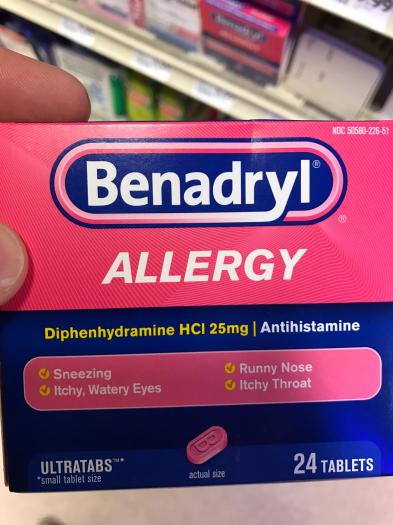 NDC 50580-226-51
Benadryl®
®
ALLERGY
Diphenhydramine HCl 25mg | Antihistamine
Sneezing
Itchy, Watery Eyes
Runny Nose
Itchy Throat
ULTRATABS™*
*small tablet size
actual size
24 TABLETS